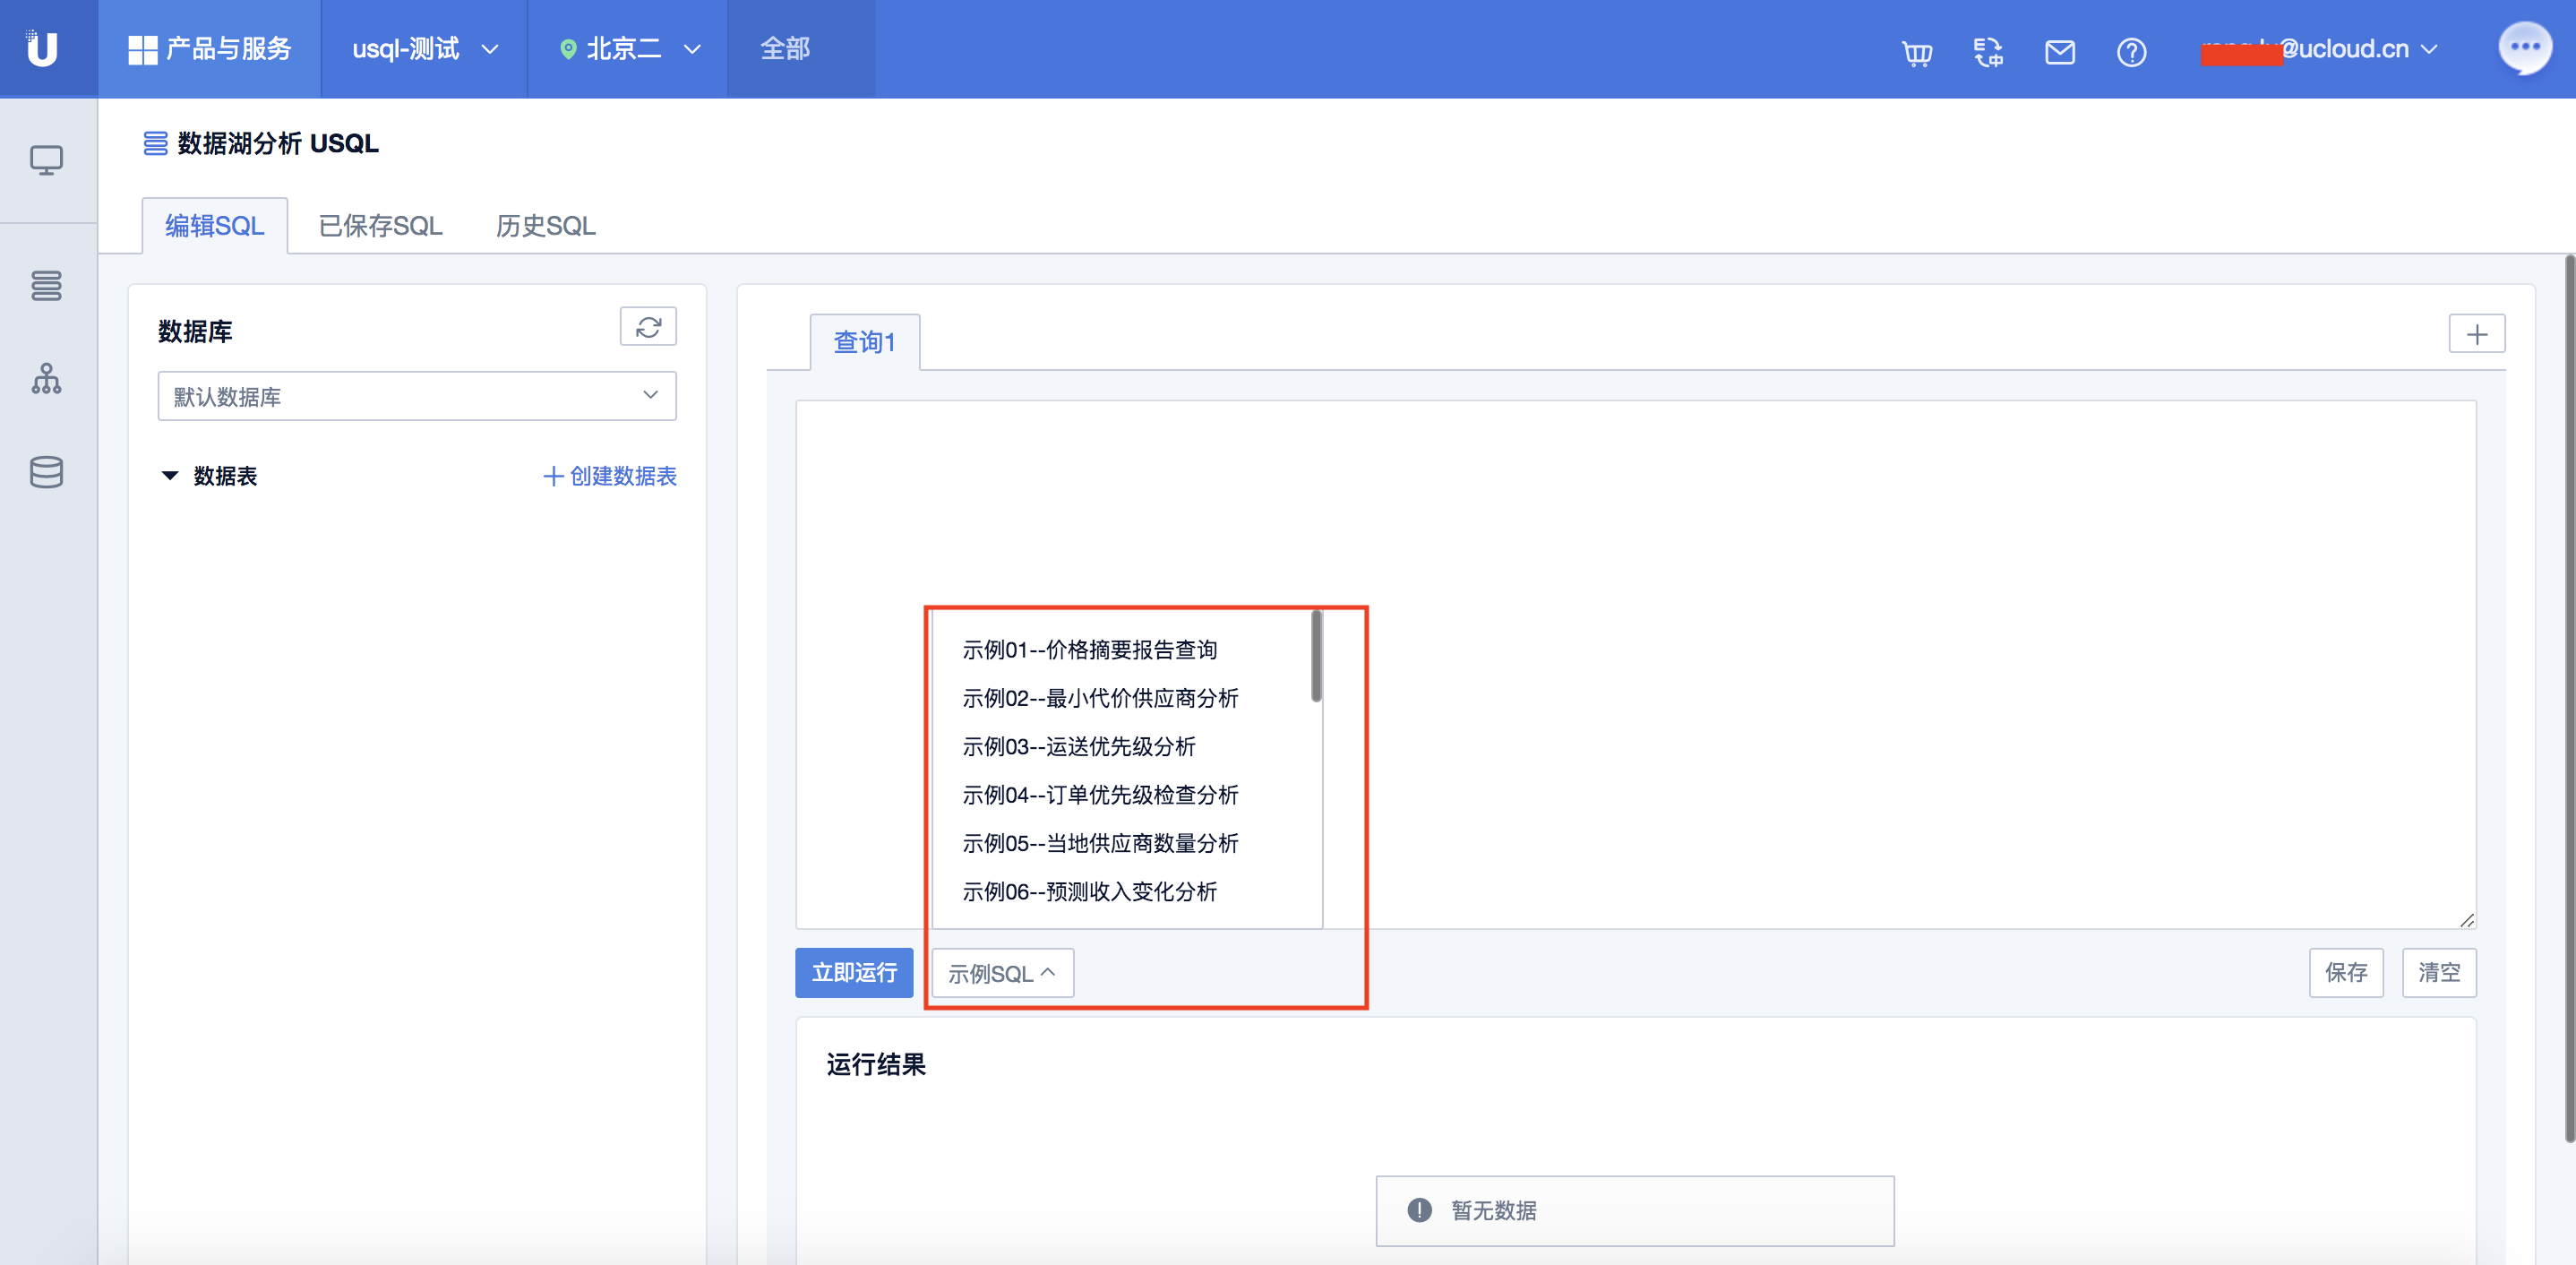 U 产品与服务 usql-测试 北京二 全部 @ucloud.cn
数据湖分析 USQL
编辑SQL 已保存SQL 历史SQL
数据库
默认数据库
数据表 创建数据表
查询1
示例01--价格摘要报告查询
示例02--最小代价供应商分析
示例03--运送优先级分析
示例04--订单优先级检查分析
示例05--当地供应商数量分析
示例06--预测收入变化分析
立即运行 示例SQL 保存 清空
运行结果
暂无数据